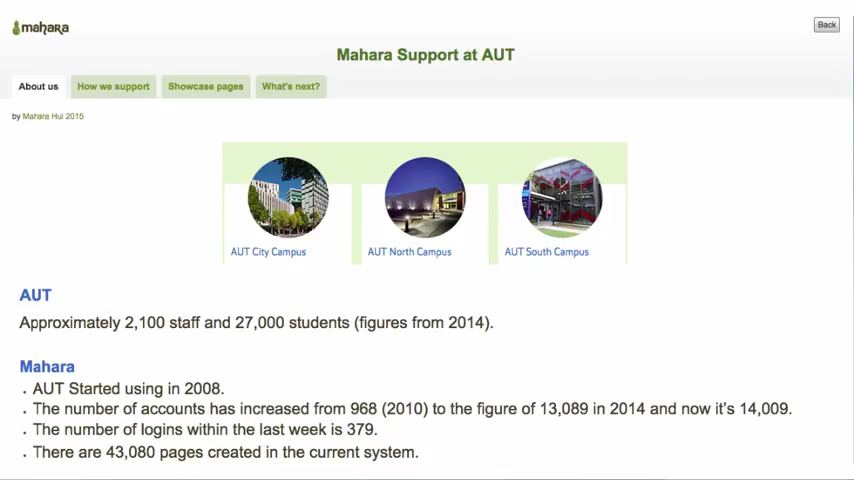 mahara
Back
Mahara Support at AUT
About us
How we support
Showcase pages
What's next?
by Mahara Hui 2015
AUT City Campus
AUT North Campus
AUT South Campus
AUT
Approximately 2,100 staff and 27,000 students (figures from 2014).
Mahara
. AUT Started using in 2008.
. The number of accounts has increased from 968 (2010) to the figure of 13,089 in 2014 and now it's 14,009.
. The number of logins within the last week is 379.
. There are 43,080 pages created in the current system.